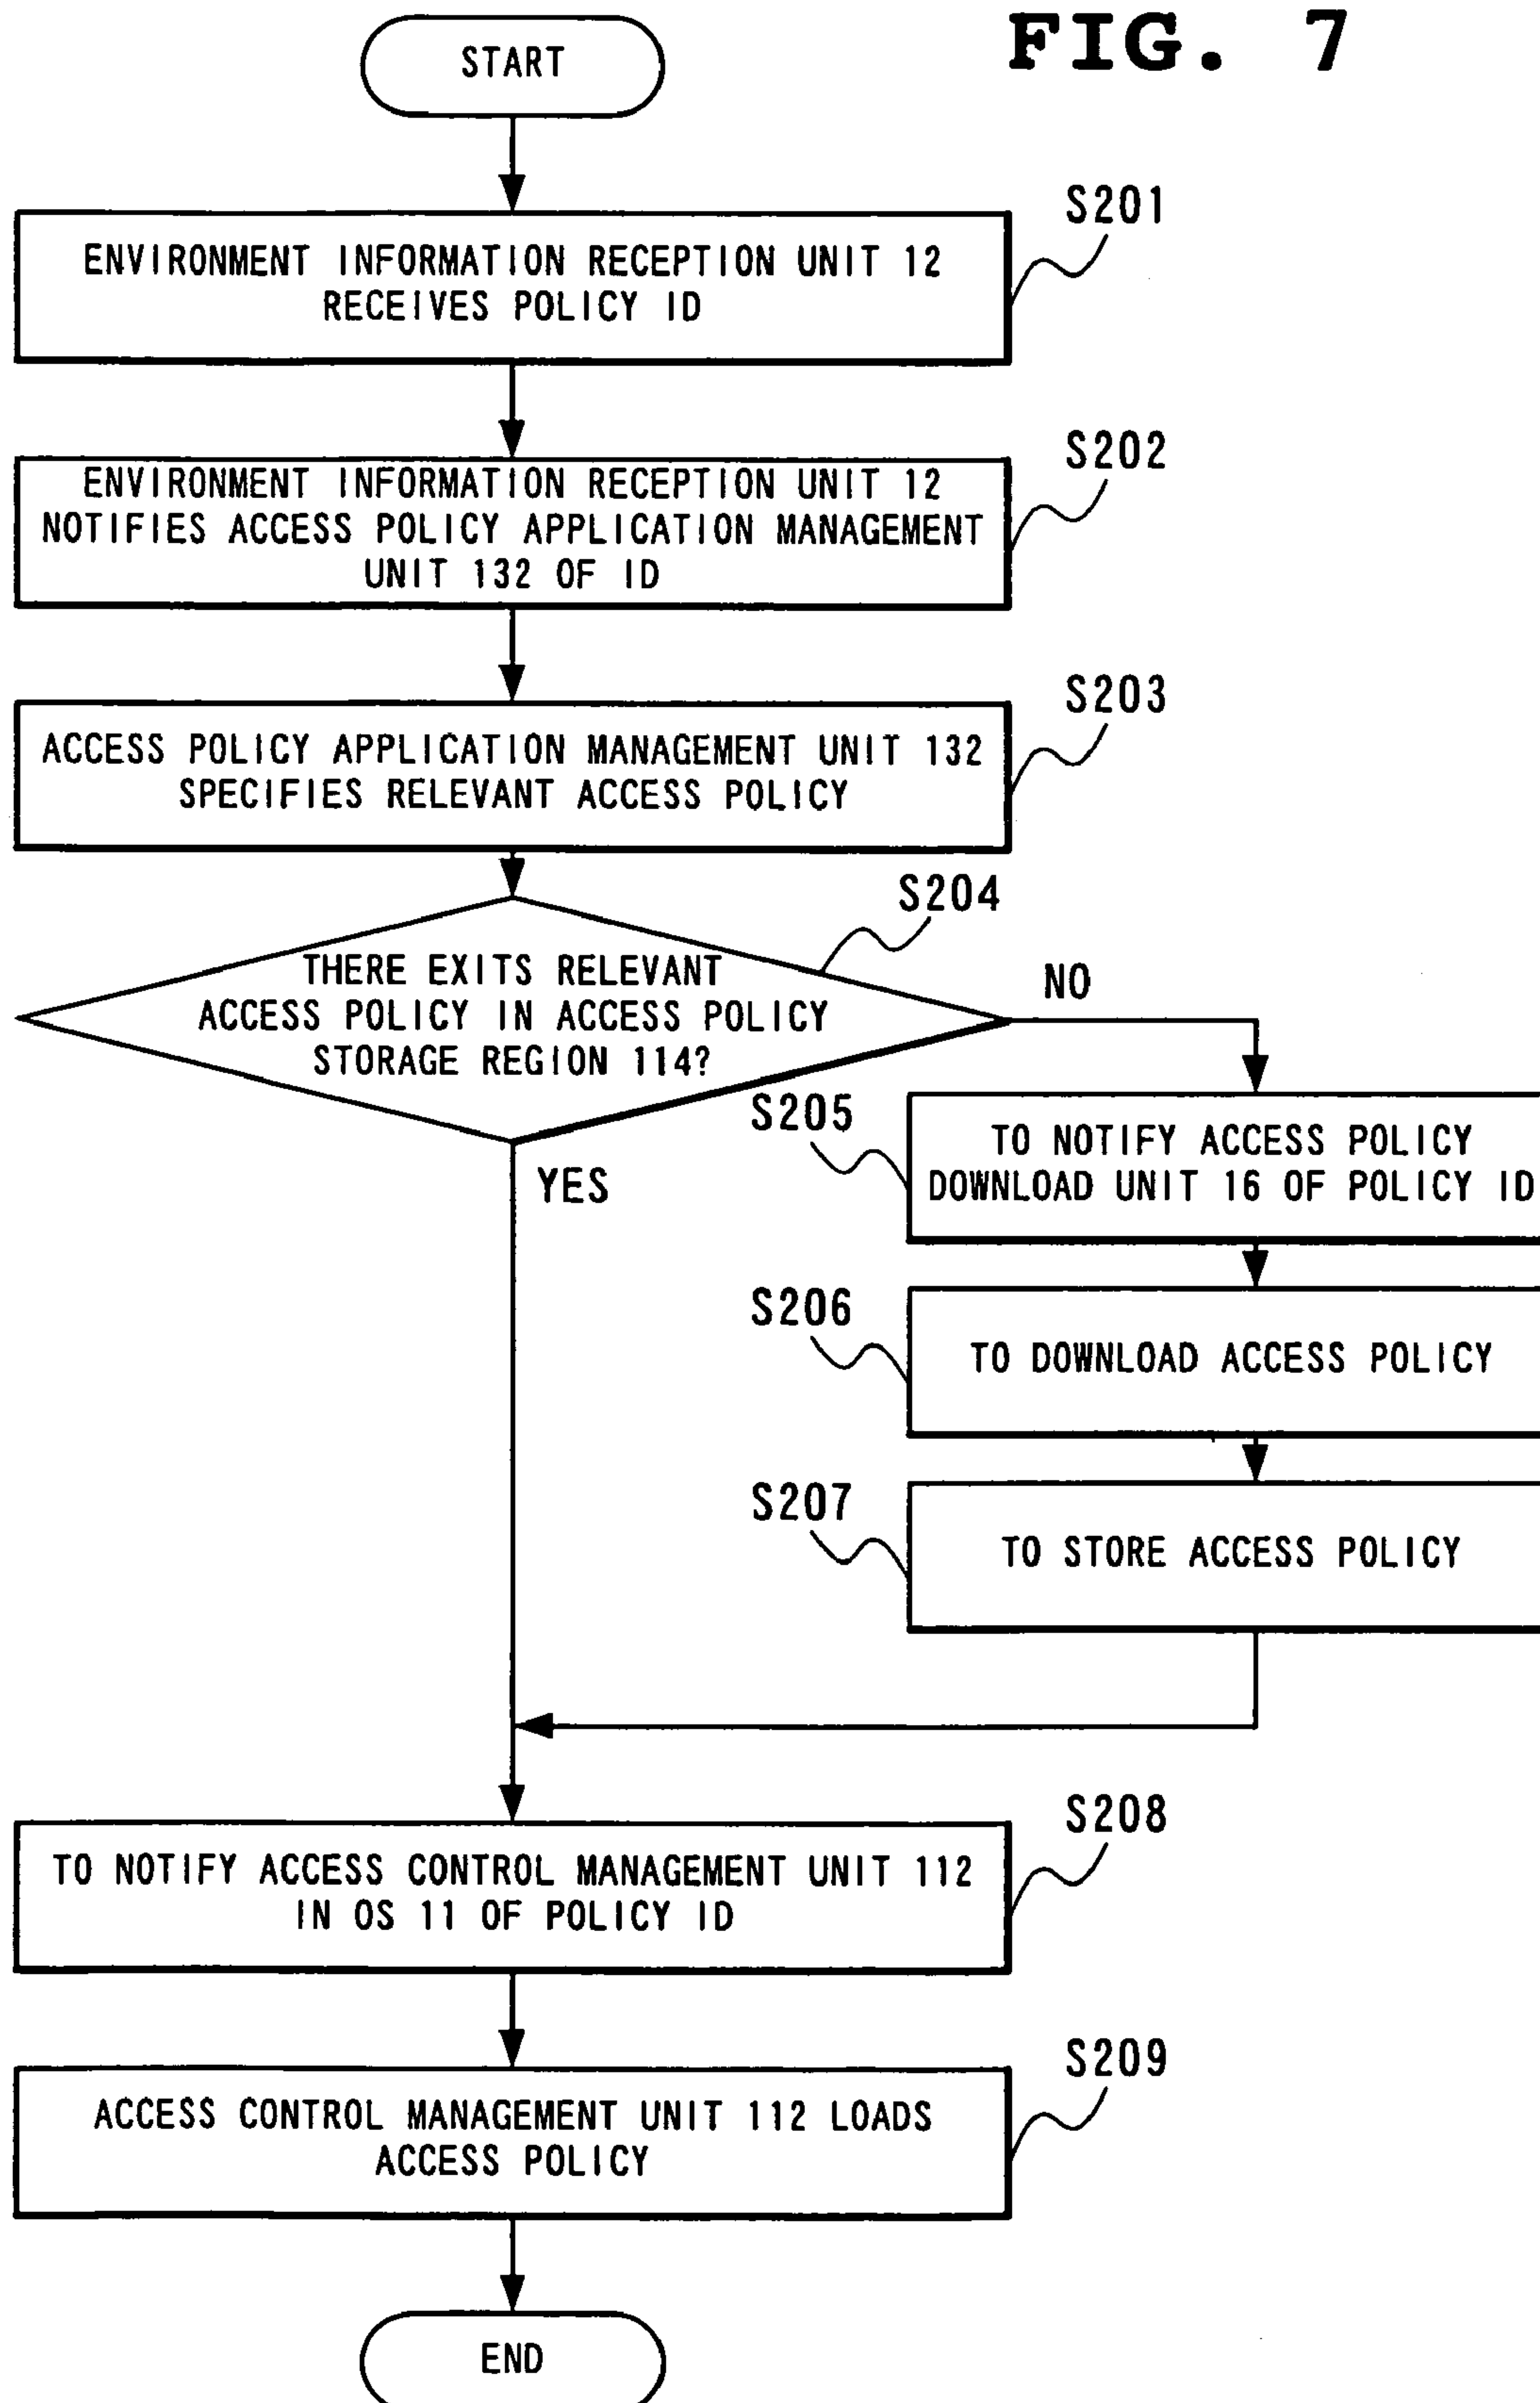 FIG. 7
START
S201
ENVIRONMENT INFORMATION RECEPTION UNIT 12
RECEIVES POLICY ID
S202
ENVIRONMENT INFORMATION RECEPTION UNIT 12
NOTIFIES ACCESS POLICY APPLICATION MANAGEMENT
UNIT 132 OF ID
S203
ACCESS POLICY APPLICATION MANAGEMENT UNIT 132
SPECIFIES RELEVANT ACCESS POLICY
S204
THERE EXITS RELEVANT
ACCESS POLICY IN ACCESS POLICY
STORAGE REGION 114?
NO
YES
S205
TO NOTIFY ACCESS POLICY
DOWNLOAD UNIT 16 OF POLICY ID
S206
TO DOWNLOAD ACCESS POLICY
S207
TO STORE ACCESS POLICY
S208
TO NOTIFY ACCESS CONTROL MANAGEMENT UNIT 112
IN OS 11 OF POLICY ID
S209
ACCESS CONTROL MANAGEMENT UNIT 112 LOADS
ACCESS POLICY
END